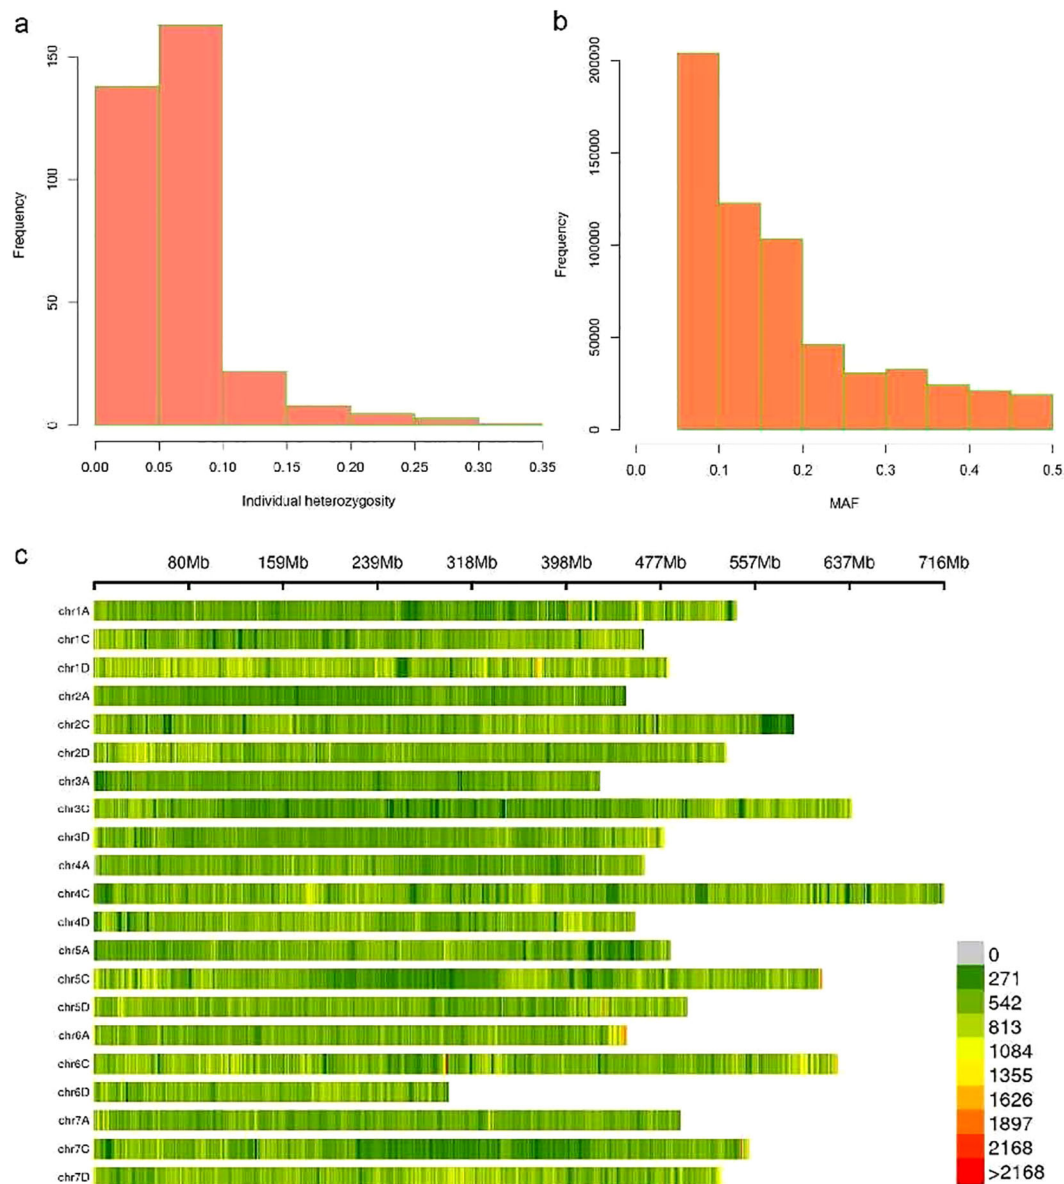 a
Frequency
0
50
100
150
0.00 0.05 0.10 0.15 0.20 0.25 0.30 0.35
Individual heterozygosity
b
Frequency
0
50000
100000
150000
200000
0.0 0.1 0.2 0.3 0.4 0.5
MAF
c
80Mb 159Mb 239Mb 318Mb 398Mb 477Mb 557Mb 637Mb 716Mb
chr1A
chr1C
chr1D
chr2A
chr2C
chr2D
chr3A
chr3C
chr3D
chr4A
chr4C
chr4D
chr5A
chr5C
chr5D
chr6A
chr6C
chr6D
chr7A
chr7C
chr7D
0
271
542
813
1084
1355
1626
1897
2168
>2168